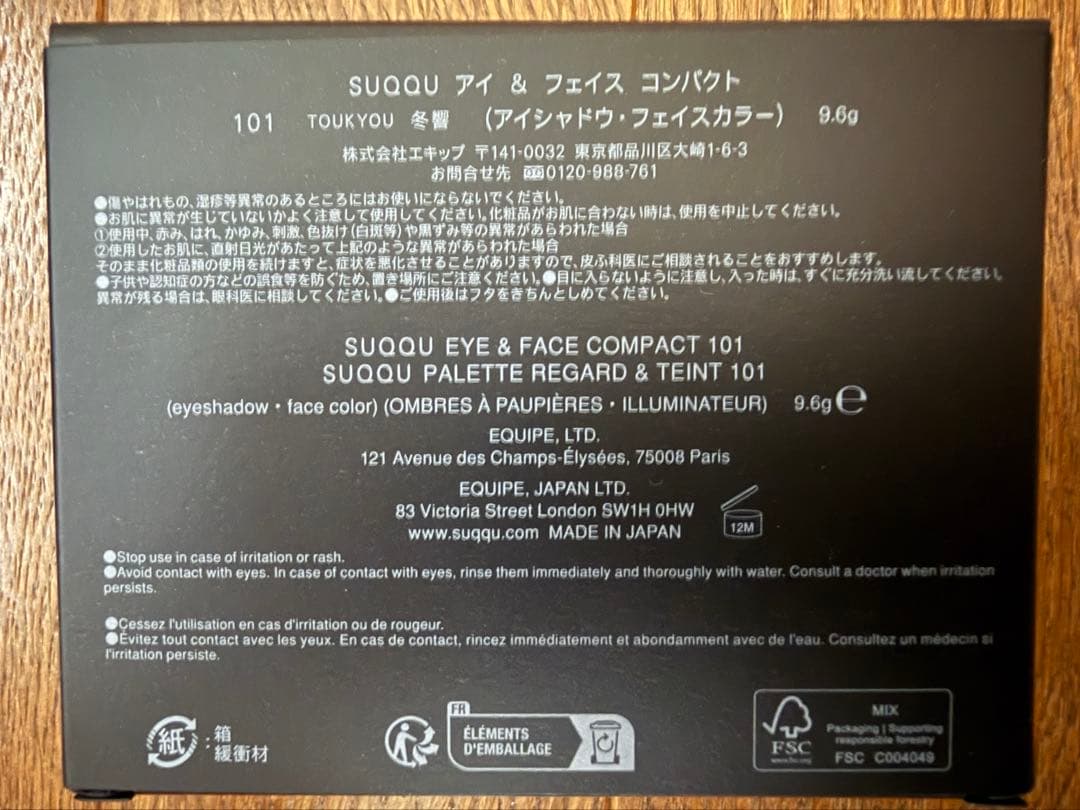 SUQQU アイ & フェイス コンパクト
101 TOUKYOU 冬響 (アイシャドウ・フェイスカラー) 9.6g
株式会社エキップ 〒141-0032 東京都品川区大崎1-6-3
お問合せ先 0120-988-761
●傷やはれもの、湿疹等異常のあるところにはお使いにならないでください。
●お肌に異常が生じていないかよく注意して使用してください。化粧品がお肌に合わない時は、使用を中止してください。
①使用中、赤み、はれ、かゆみ、刺激、色抜け(白斑等)や黒ずみ等の異常があらわれた場合
②使用したお肌に、直射日光があたって上記のような異常があらわれた場合
そのまま化粧品類の使用を続けますと、症状を悪化させることがありますので、皮ふ科医にご相談されることをおすすめします。
●子供や認知症の方などの誤食等を防ぐため、置き場所にご注意ください。●目に入らないように注意し、入った時は、すぐに充分洗い流してください。
異常が残る場合は、眼科医に相談してください。●ご使用後はフタをきちんとしめてください。
SUQQU EYE & FACE COMPACT 101
SUQQU PALETTE REGARD & TEINT 101
(eyeshadow・face color) (OMBRES À PAUPIÈRES・ILLUMINATEUR) 9.6g ℮
EQUIPE, LTD.
121 Avenue des Champs-Élysées, 75008 Paris
EQUIPE, JAPAN LTD.
83 Victoria Street London SW1H 0HW
www.suqqu.com MADE IN JAPAN
12M
●Stop use in case of irritation or rash.
●Avoid contact with eyes. In case of contact with eyes, rinse them immediately and thoroughly with water. Consult a doctor when irritation
persists.
●Cessez l'utilisation en cas d'irritation ou de rougeur.
●Évitez tout contact avec les yeux. En cas de contact, rincez immédiatement et abondamment avec de l'eau. Consultez un médecin si
l'irritation persiste.
紙 : 箱
緩衝材
FR
ÉLÉMENTS
D'EMBALLAGE
FSC
www.fsc.org
MIX
Packaging | Supporting
responsible forestry
FSC C004049